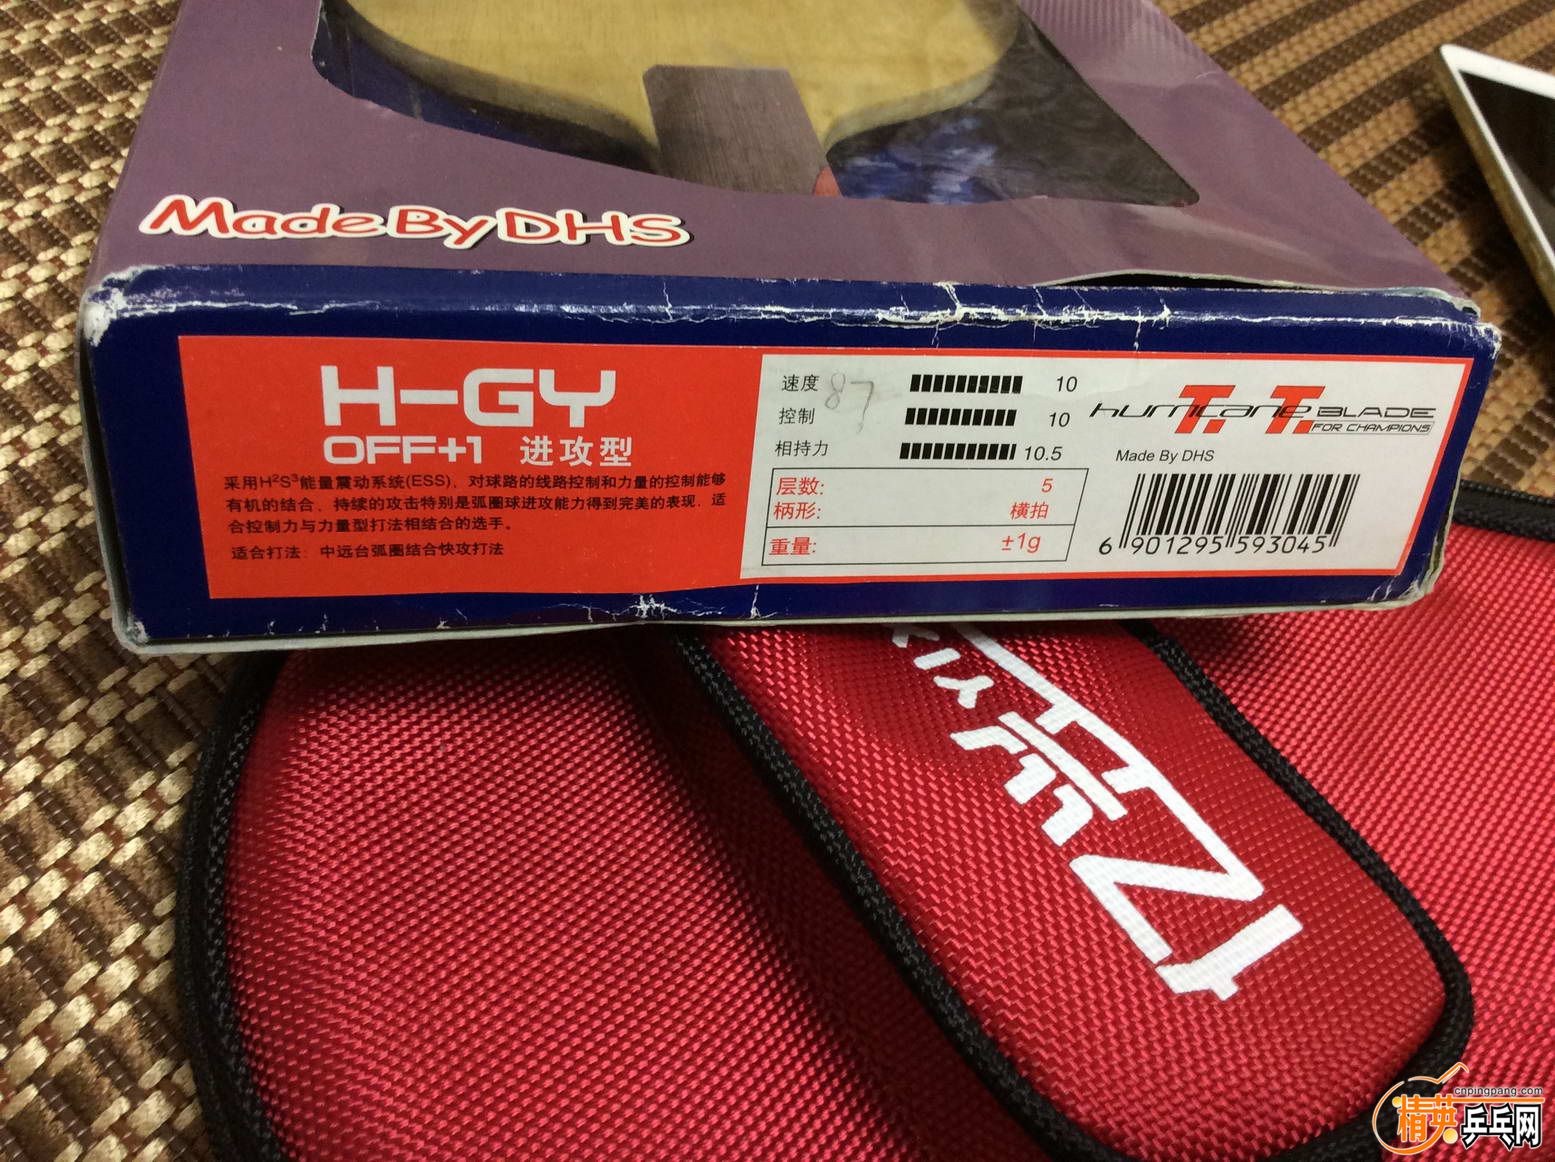 Made By DHS
H-GY
OFF+1 进攻型
采用H²S³能量震动系统(ESS)，对球路的线路控制和力量的控制能够
有机的结合，持续的攻击特别是弧圈球进攻能力得到完美的表现，适
合控制力与力量型打法相结合的选手。
适合打法：中远台弧圈结合快攻打法
速度 87 10
控制 10
相持力 10.5
层数: 5
柄形: 横拍
重量: ±1g
hurricane T.T. BLADE
FOR CHAMPIONS
Made By DHS
6 901295 593045
cnpingpang.com
精英乒乓网